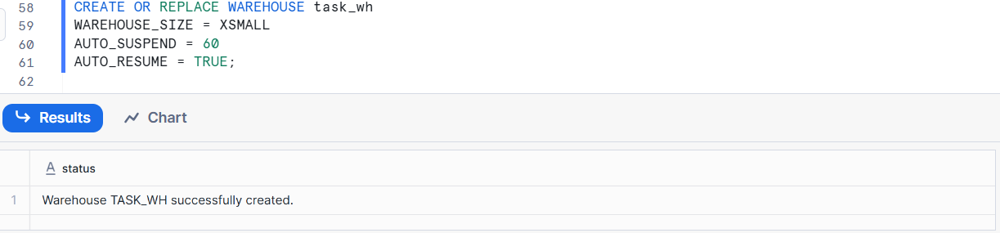 58 CREATE OR REPLACE WAREHOUSE task_wh
59 WAREHOUSE_SIZE = XSMALL
60 AUTO_SUSPEND = 60
61 AUTO_RESUME = TRUE;
62
Results Chart
A status
1 Warehouse TASK_WH successfully created.